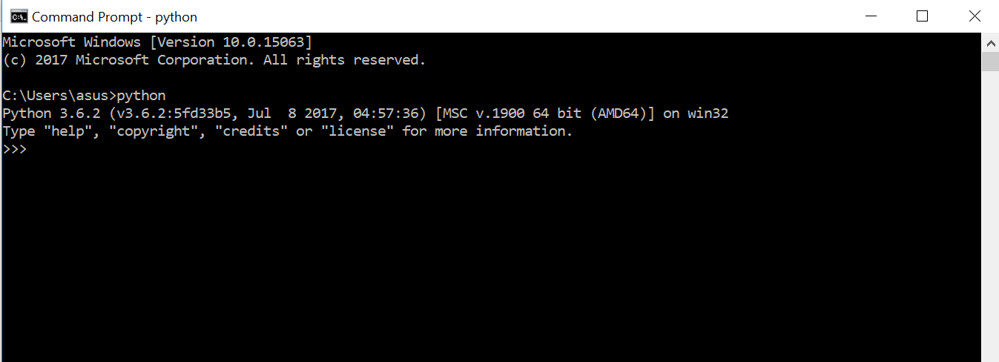 Command Prompt - python
Microsoft Windows [Version 10.0.15063]
(c) 2017 Microsoft Corporation. All rights reserved.
C:\Users\asus>python
Python 3.6.2 (v3.6.2:5fd33b5, Jul  8 2017, 04:57:36) [MSC v.1900 64 bit (AMD64)] on win32
Type "help", "copyright", "credits" or "license" for more information.
>>>